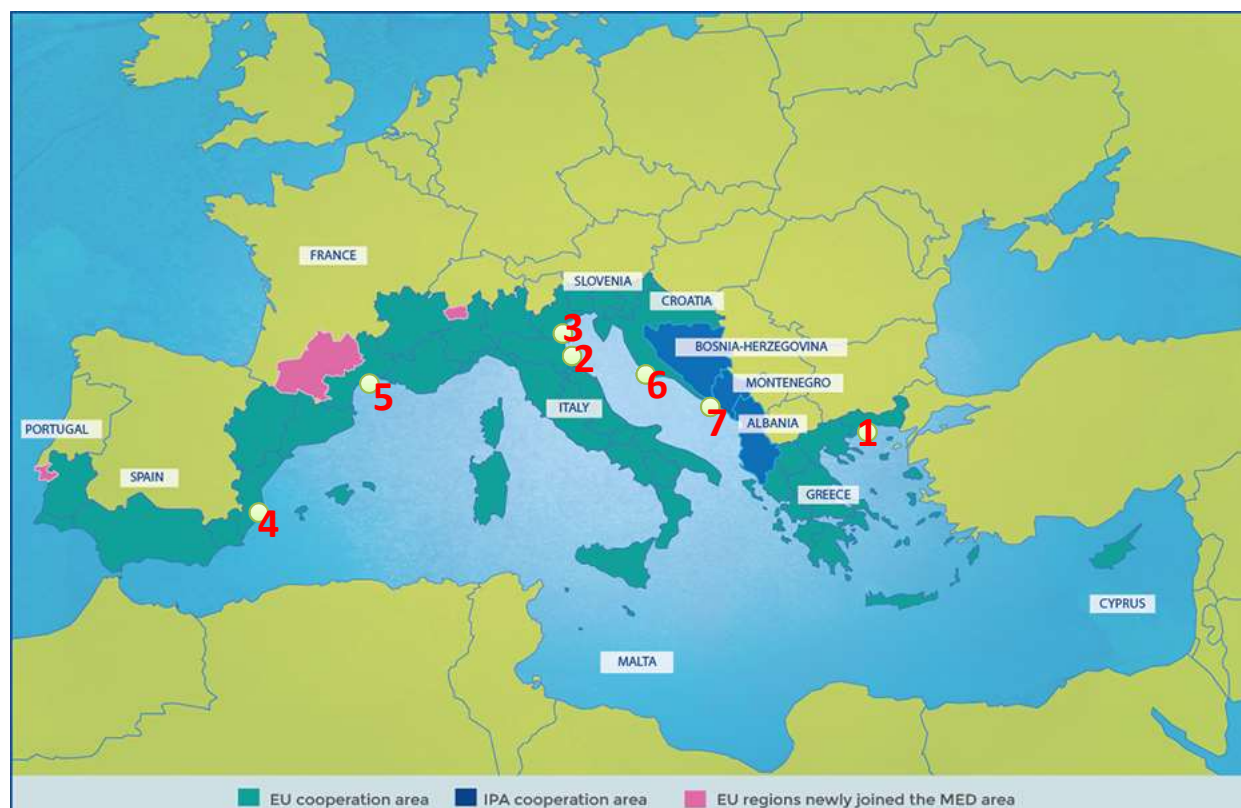 FRANCE
SLOVENIA
CROATIA
3
BOSNIA-HERZEGOVINA
2
6
MONTENEGRO
5
ITALY
7
ALBANIA
1
PORTUGAL
SPAIN
GREECE
4
CYPRUS
MALTA
EU cooperation area IPA cooperation area EU regions newly joined the MED area